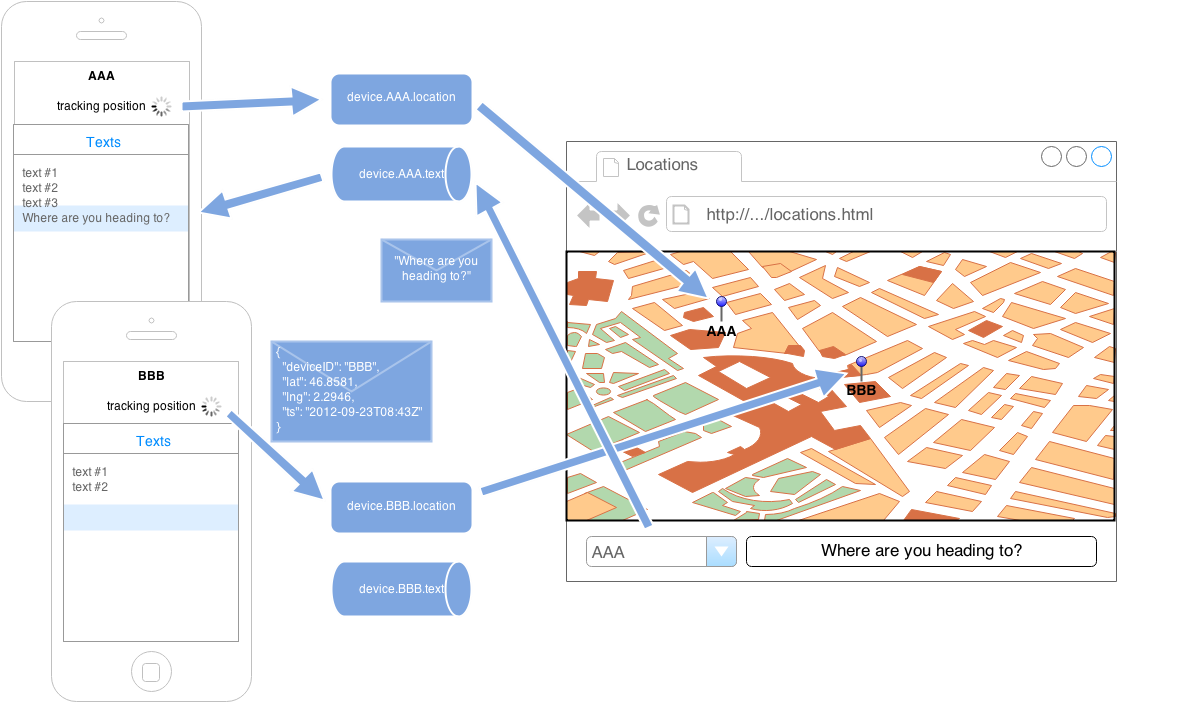 AAA
tracking position
Texts
text #1
text #2
text #3
Where are you heading to?
BBB
tracking position
Texts
text #1
text #2
device.AAA.location
device.AAA.text
"Where are you
heading to?"
{
"deviceID": "BBB",
"lat": 46.8581,
"lng": 2.2946,
"ts": "2012-09-23T08:43Z"
}
device.BBB.location
device.BBB.text
Locations
http://.../locations.html
AAA
BBB
AAA
Where are you heading to?